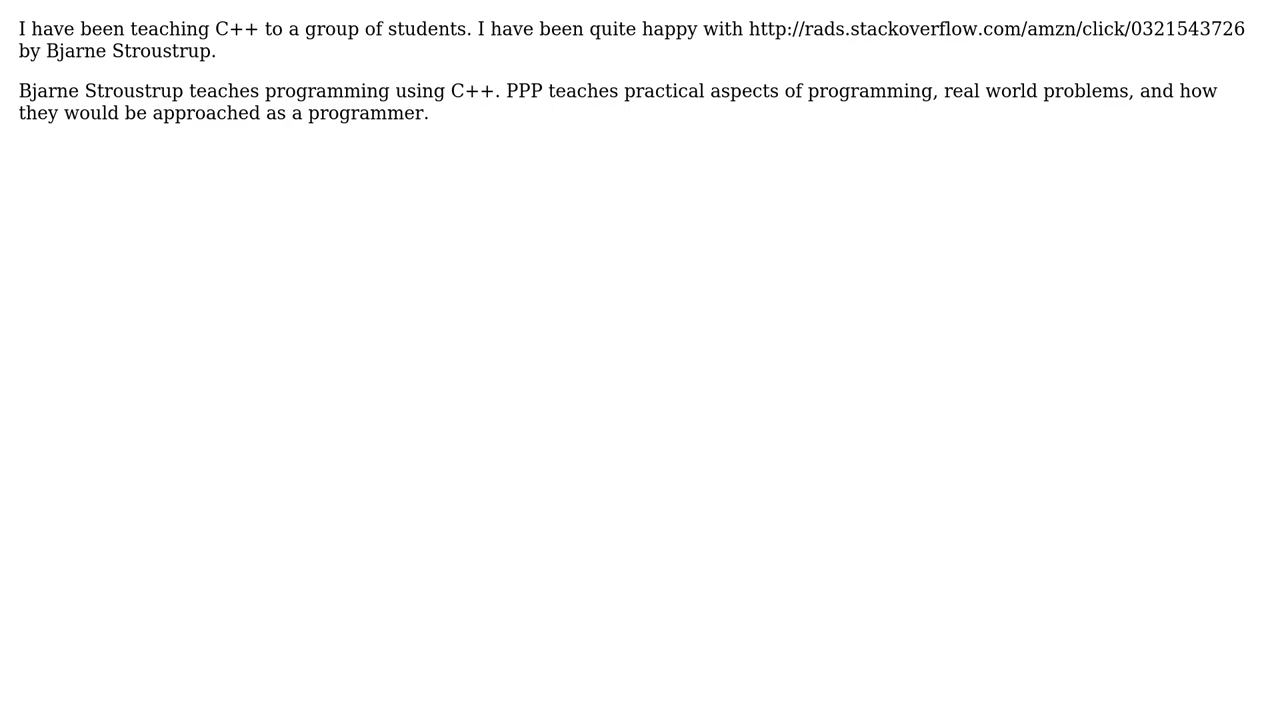 I have been teaching C++ to a group of students. I have been quite happy with http://rads.stackoverflow.com/amzn/click/0321543726
by Bjarne Stroustrup.
Bjarne Stroustrup teaches programming using C++. PPP teaches practical aspects of programming, real world problems, and how
they would be approached as a programmer.